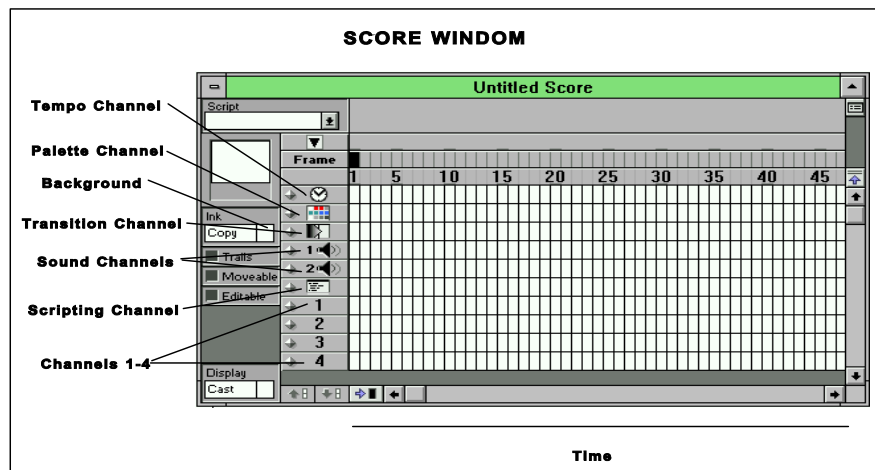 SCORE WINDOM
Untitled Score
Script
Tempo Channel
Palette Channel
Frame
1 5 10 15 20 25 30 35 40 45
Background
Ink
Copy
Transition Channel
Trails
1
Sound Channels
Moveable
2
Editable
Scripting Channel
1
2
3
Channels 1-4
4
Display
Cast
Time